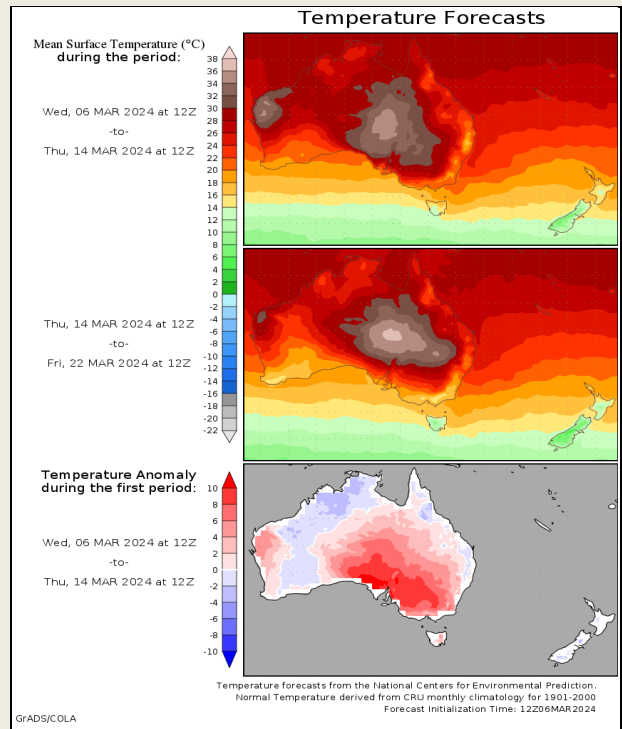 Temperature Forecasts
Mean Surface Temperature (°C)
during the period:
Wed, 06 MAR 2024 at 12Z
-to-
Thu, 14 MAR 2024 at 12Z
38
36
34
32
30
28
26
24
22
20
18
16
14
12
10
8
6
4
2
0
-2
-4
-6
-8
-10
-12
-14
-16
-18
-20
-22
Thu, 14 MAR 2024 at 12Z
-to-
Fri, 22 MAR 2024 at 12Z
Temperature Anomaly
during the first period:
Wed, 06 MAR 2024 at 12Z
-to-
Thu, 14 MAR 2024 at 12Z
10
8
6
4
2
0
-2
-4
-6
-8
-10
Temperature forecasts from the National Centers for Environmental Prediction.
Normal Temperature derived from CRU monthly climatology for 1901-2000
Forecast Initialization Time: 12Z06MAR2024
GrADS/COLA